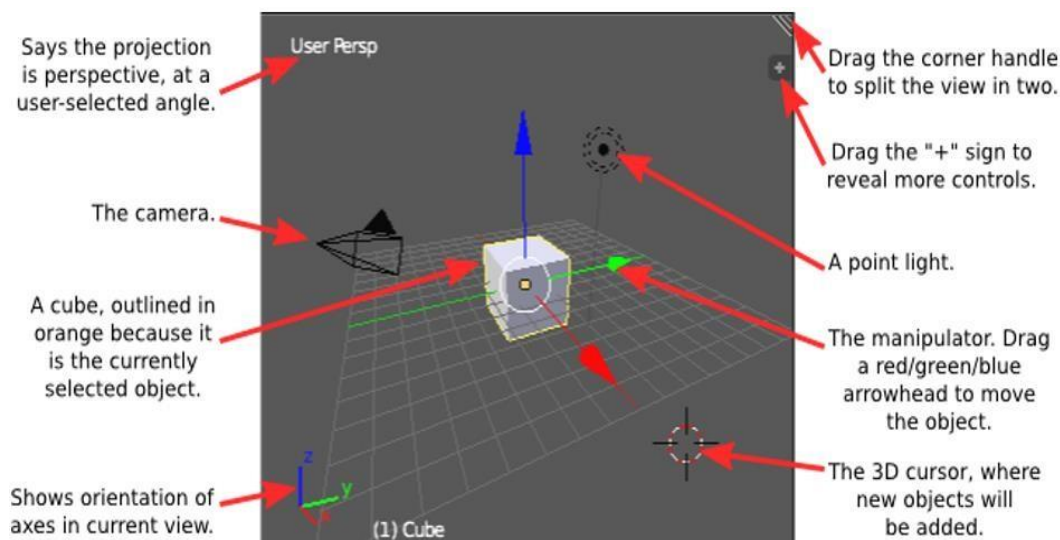 Says the projection
is perspective, at a
user-selected angle.
User Persp
Drag the corner handle
to split the view in two.
+
Drag the "+" sign to
reveal more controls.
The camera.
A point light.
A cube, outlined in
orange because it
is the currently
selected object.
The manipulator. Drag
a red/green/blue
arrowhead to move
the object.
Shows orientation of
axes in current view.
z
y
x
(1) Cube
The 3D cursor, where
new objects will
be added.